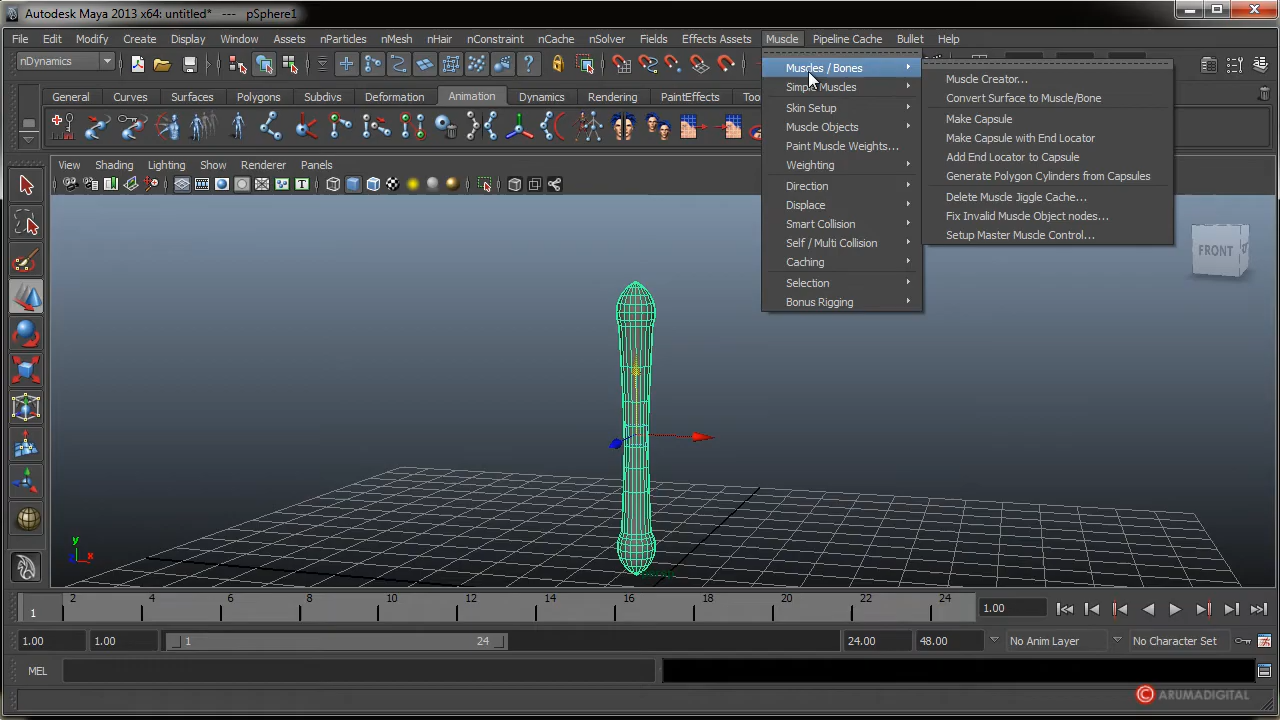 Autodesk Maya 2013 x64: untitled* --- pSphere1
File Edit Modify Create Display Window Assets nParticles nMesh nHair nConstraint nCache nSolver Fields Effects Assets Muscle Pipeline Cache Bullet Help
nDynamics
General Curves Surfaces Polygons Subdivs Deformation Animation Dynamics Rendering PaintEffects
View Shading Lighting Show Renderer Panels
Muscles / Bones
Simple Muscles
Skin Setup
Muscle Objects
Paint Muscle Weights...
Weighting
Direction
Displace
Smart Collision
Self / Multi Collision
Caching
Selection
Bonus Rigging
Muscle Creator...
Convert Surface to Muscle/Bone
Make Capsule
Make Capsule with End Locator
Add End Locator to Capsule
Generate Polygon Cylinders from Capsules
Delete Muscle Jiggle Cache...
Fix Invalid Muscle Object nodes...
Setup Master Muscle Control...
FRONT
y
x
1 2 4 6 8 10 12 14 16 18 20 22 24 1.00
1.00 1.00 1 24 24.00 48.00 No Anim Layer No Character Set
MEL
C ARUMADIGITAL